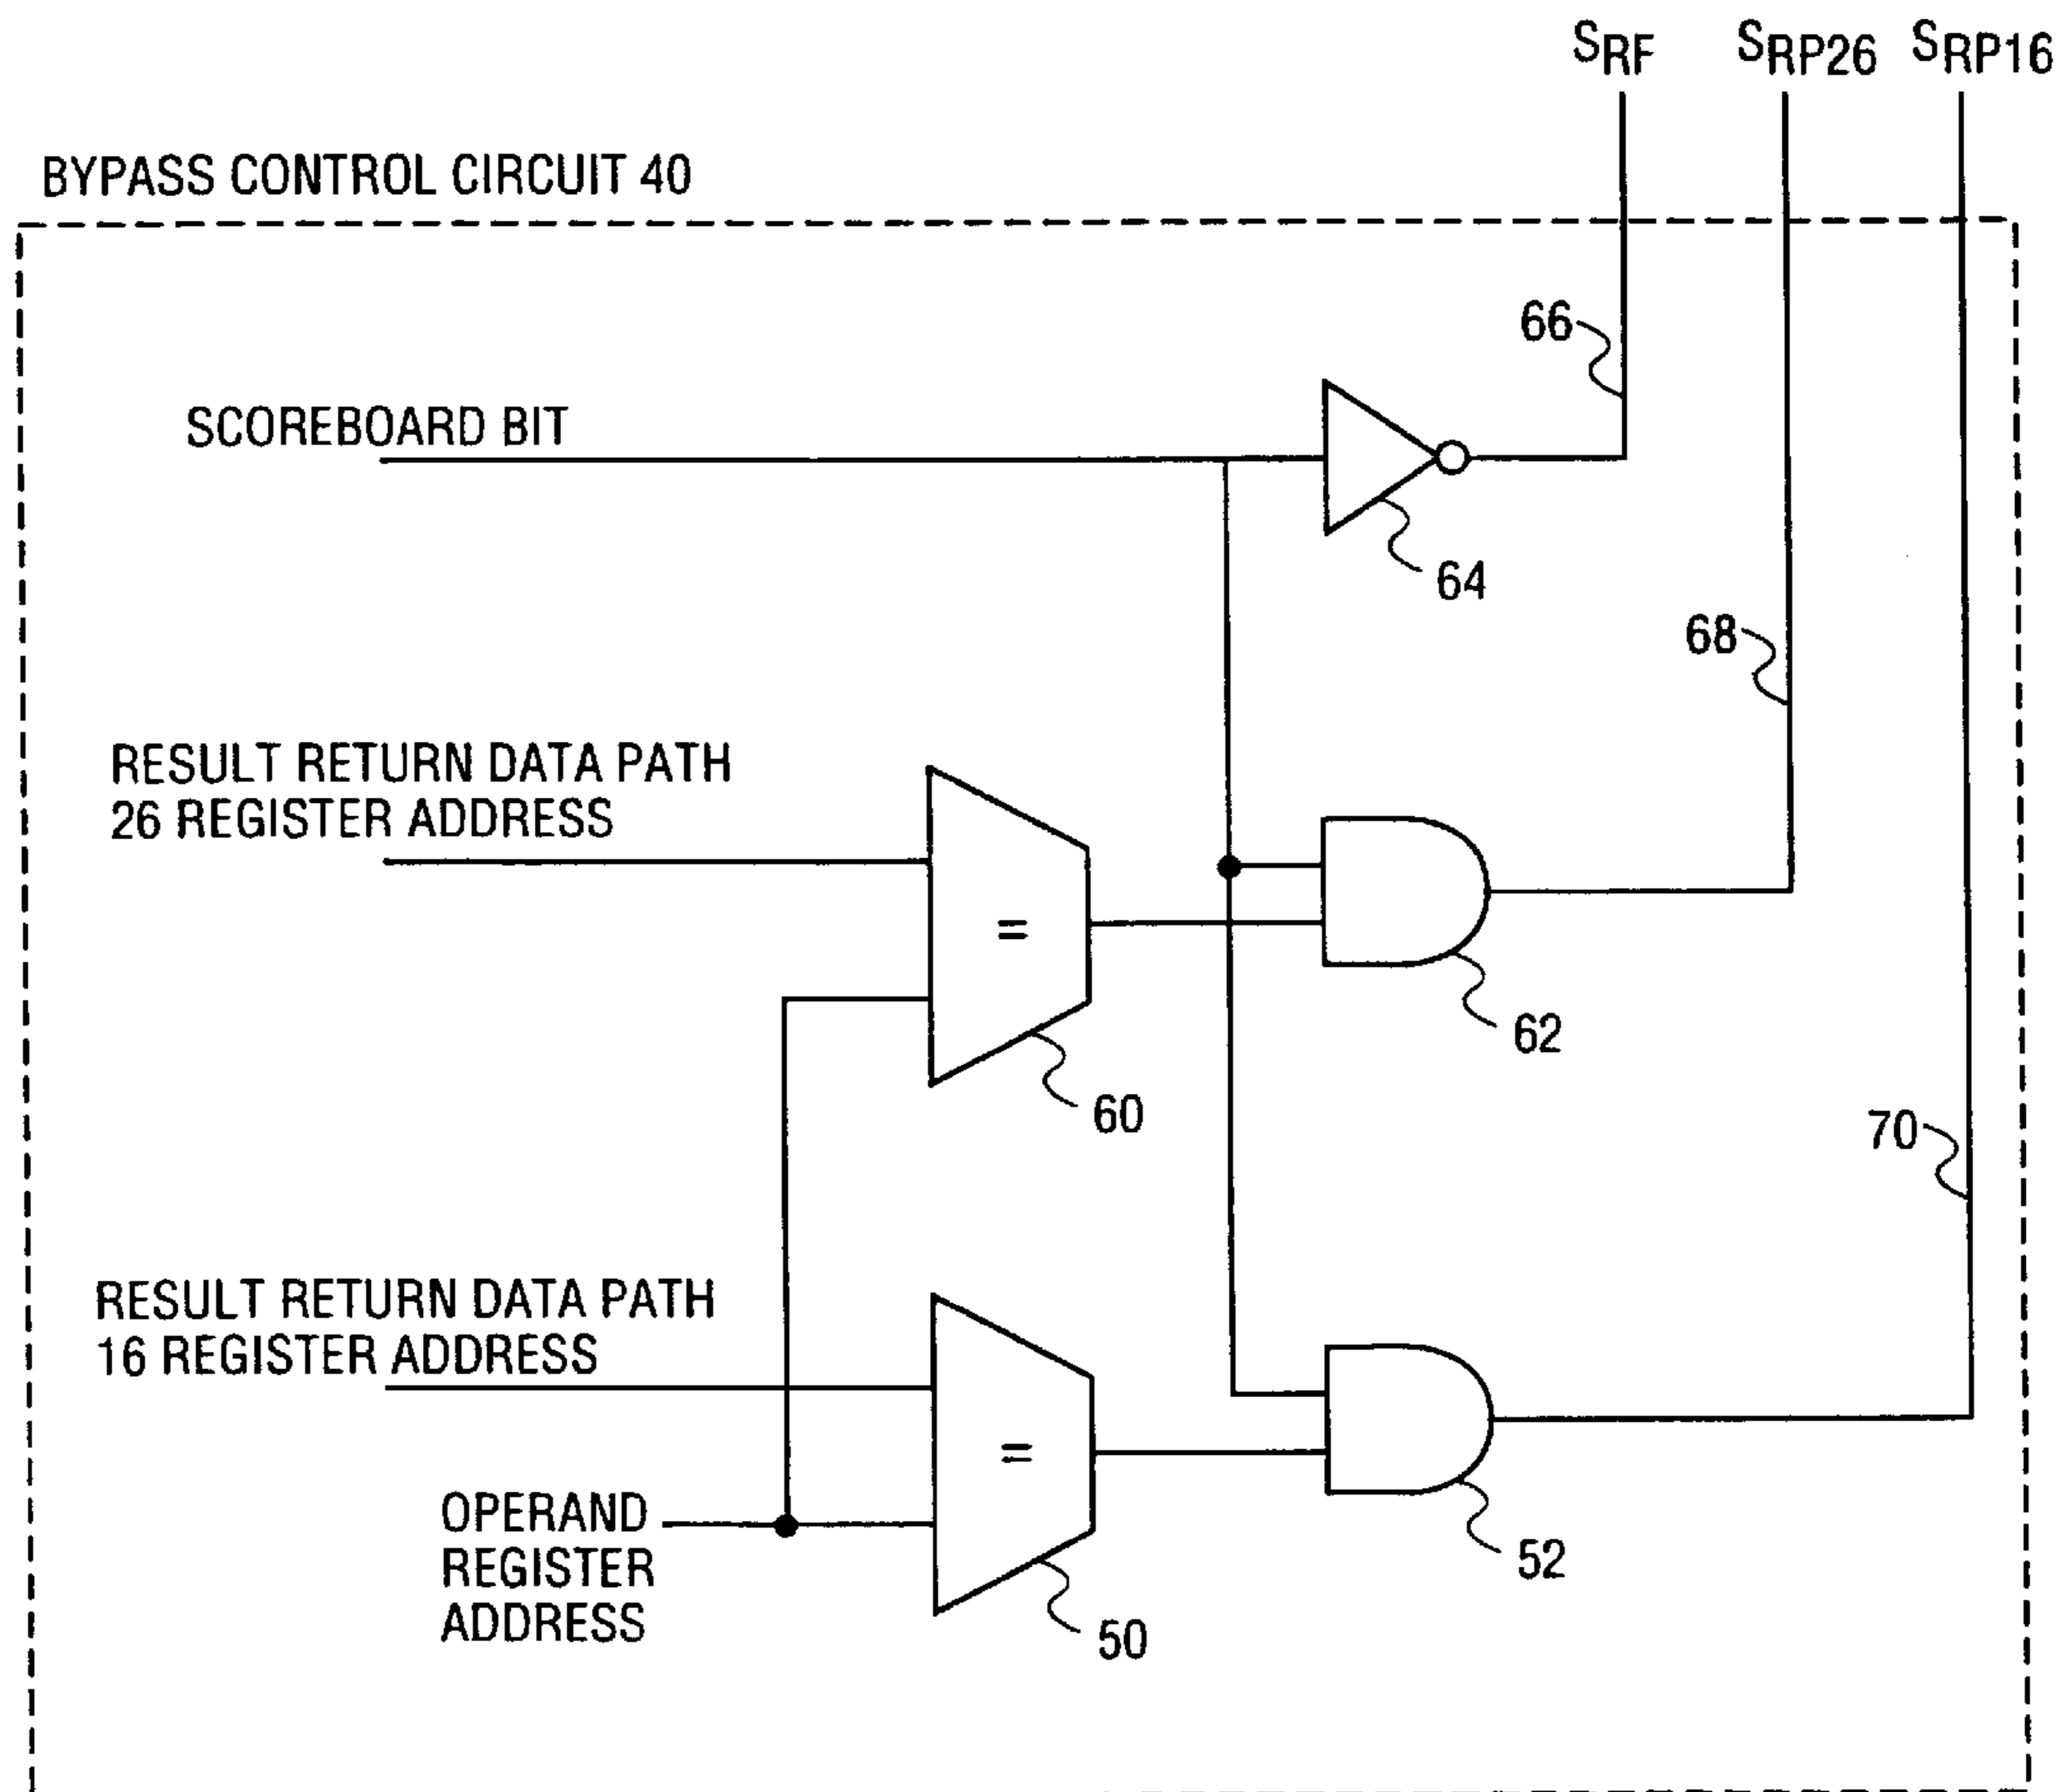 SRF SRP26 SRP16
BYPASS CONTROL CIRCUIT 40
66
SCOREBOARD BIT
64
68
RESULT RETURN DATA PATH
26 REGISTER ADDRESS
=
62
60
70
RESULT RETURN DATA PATH
16 REGISTER ADDRESS
=
OPERAND
REGISTER
ADDRESS
52
50